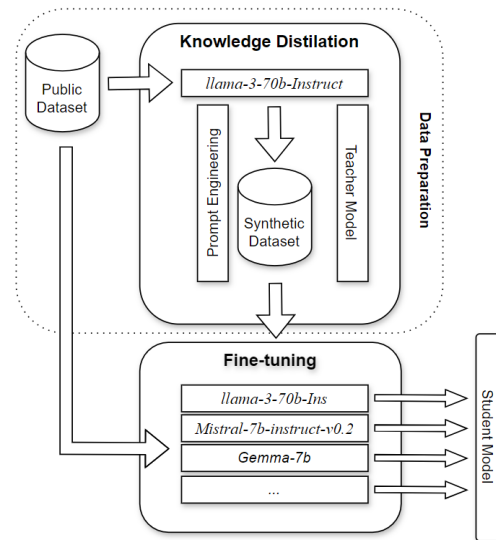 Knowledge Distilation
Public
Dataset
llama-3-70b-Instruct
Prompt Engineering
Teacher Model
Synthetic
Dataset
Data Preparation
Fine-tuning
llama-3-70b-Ins
Mistral-7b-instruct-v0.2
Gemma-7b
...
Student Model